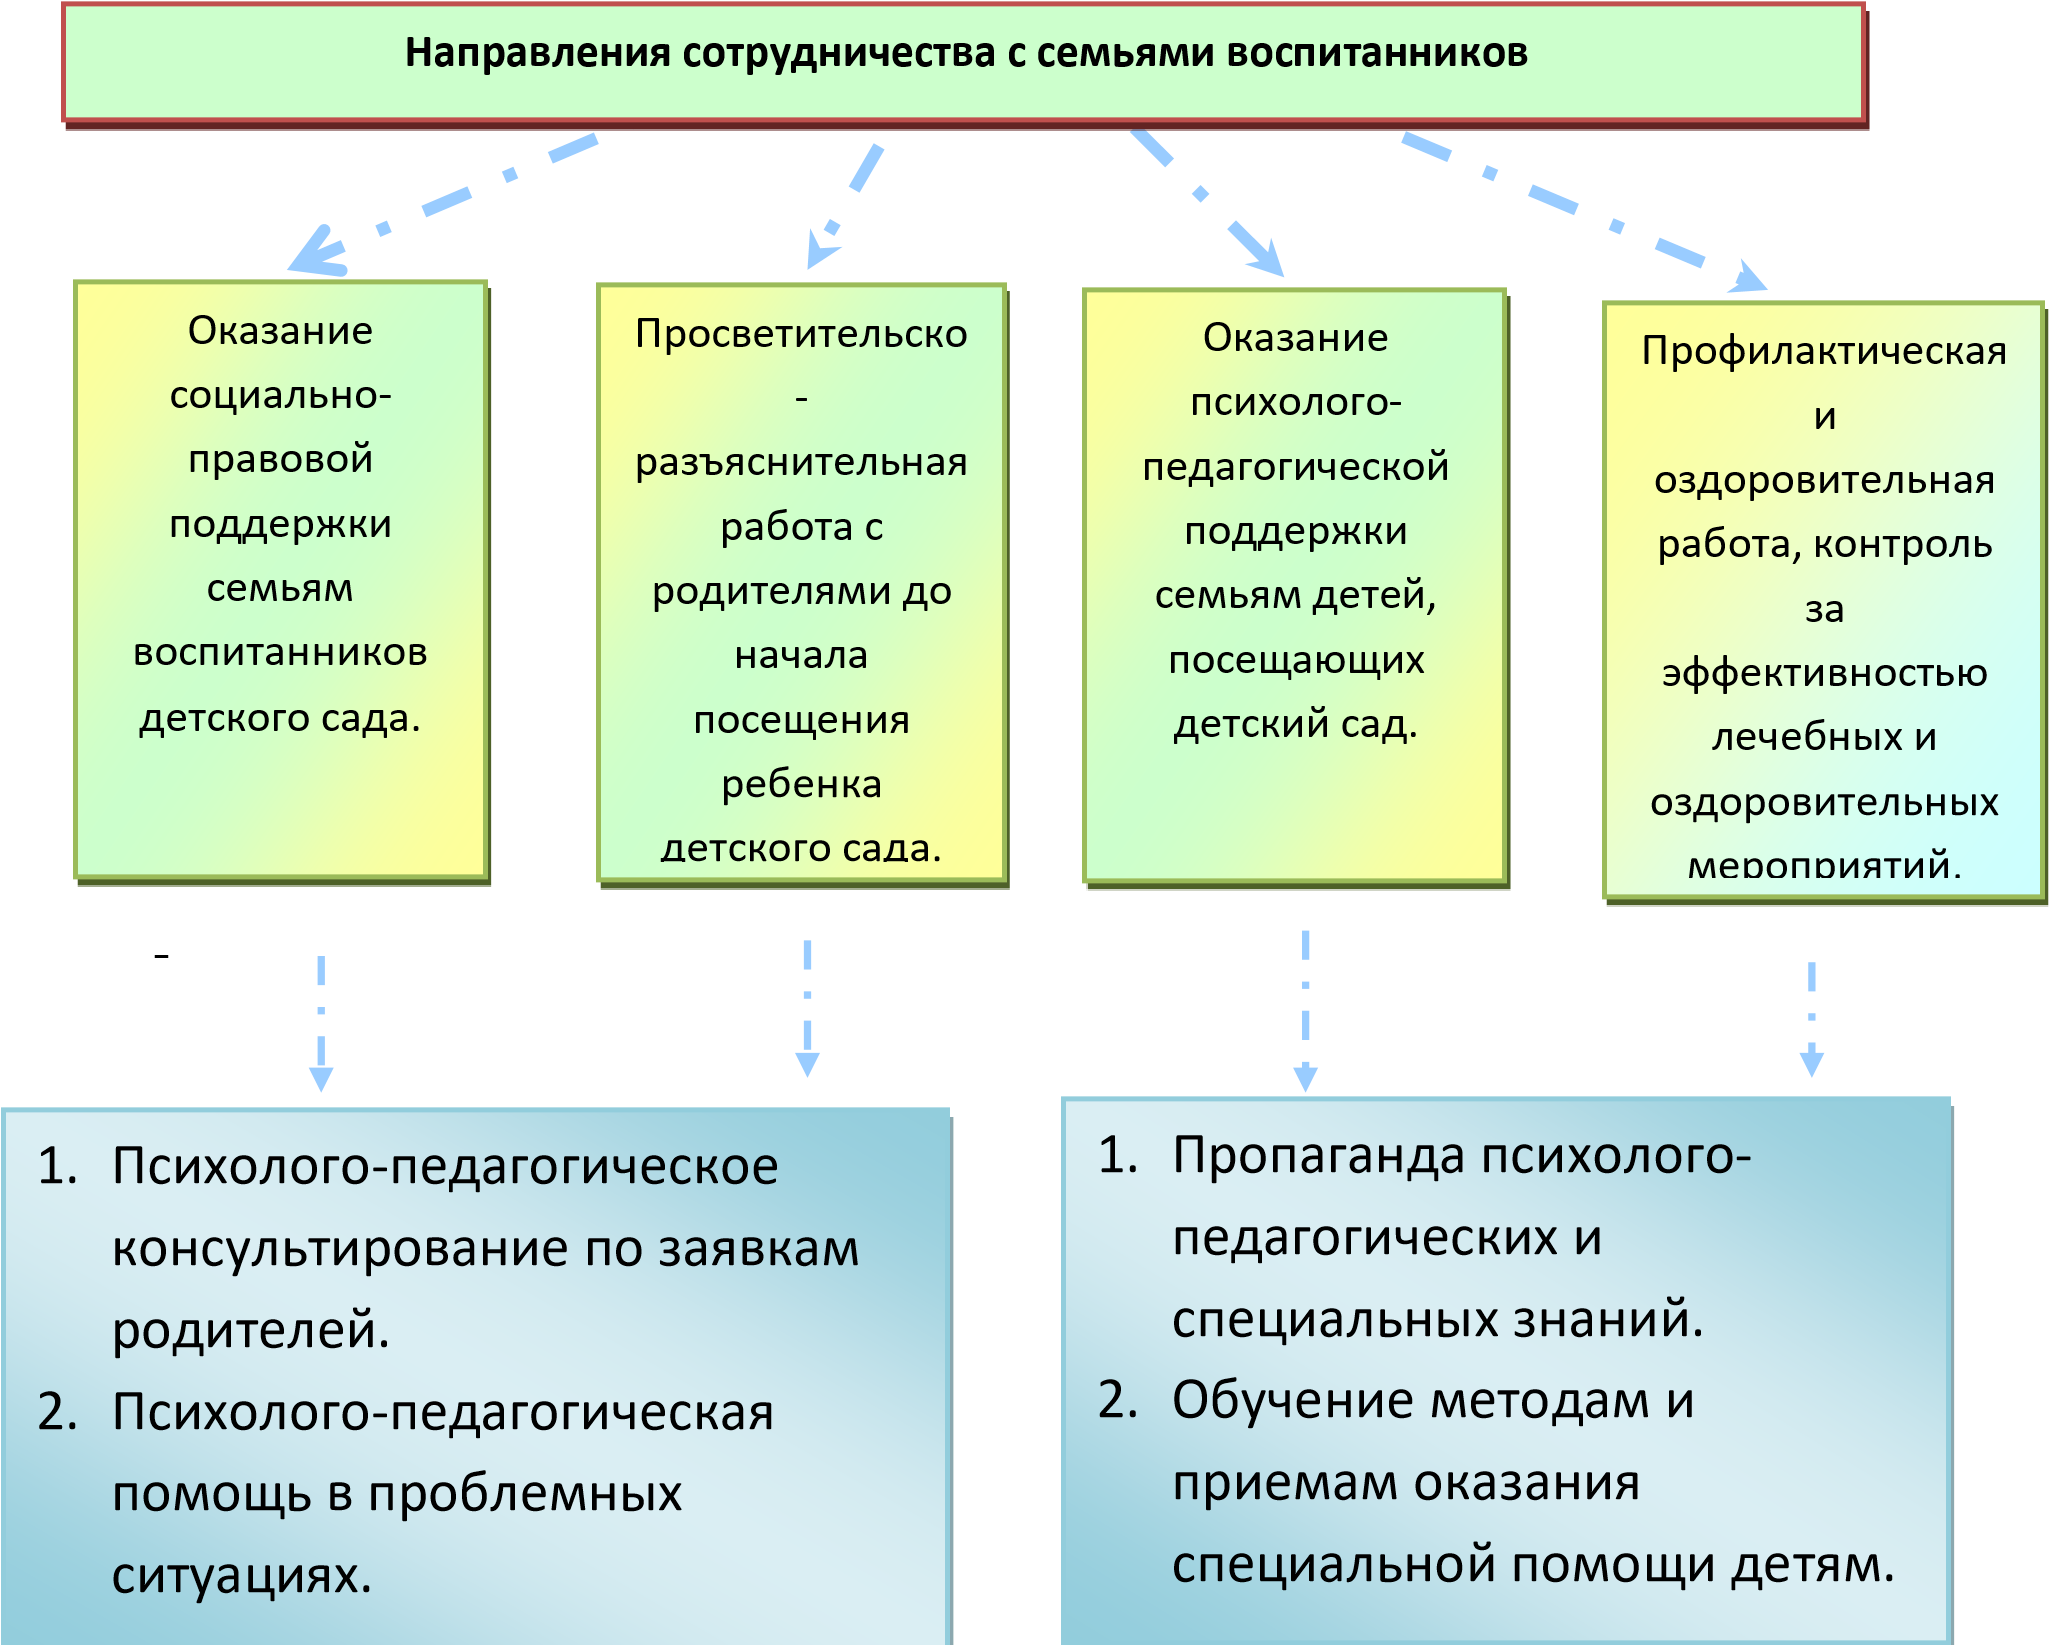 Направления сотрудничества с семьями воспитанников
Оказание
социально-
правовой
поддержки
семьям
воспитанников
детского сада.
Просветительско
-
разъяснительная
работа с
родителями до
начала
посещения
ребенка
детского сада.
Оказание
психолого-
педагогической
поддержки
семьям детей,
посещающих
детский сад.
Профилактическая
и
оздоровительная
работа, контроль
за
эффективностью
лечебных и
оздоровительных
мероприятий.
-
1. Психолого-педагогическое
консультирование по заявкам
родителей.
2. Психолого-педагогическая
помощь в проблемных
ситуациях.
1. Пропаганда психолого-
педагогических и
специальных знаний.
2. Обучение методам и
приемам оказания
специальной помощи детям.